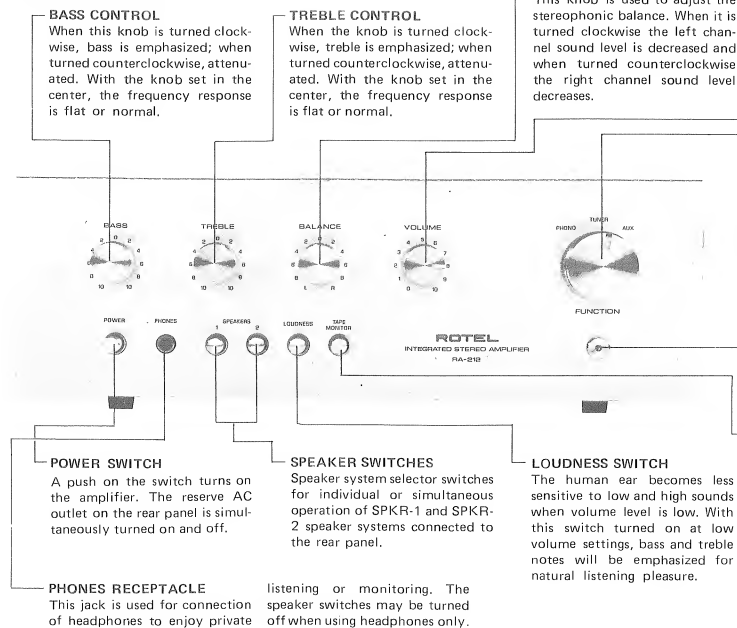 BASS CONTROL
When this knob is turned clock-
wise, bass is emphasized; when
turned counterclockwise, attenu-
ated. With the knob set in the
center, the frequency response
is flat or normal.
TREBLE CONTROL
When the knob is turned clock-
wise, treble is emphasized; when
turned counterclockwise, attenu-
ated. With the knob set in the
center, the frequency response
is flat or normal.
This knob is used to adjust the
stereophonic balance. When it is
turned clockwise the left chan-
nel sound level is decreased and
when turned counterclockwise
the right channel sound level
decreases.
BASS
TREBLE
BALANCE
VOLUME
PHONO
TUNER
AUX
FUNCTION
POWER
PHONES
SPEAKERS
1 2
LOUDNESS
TAPE
MONITOR
ROTEL
INTEGRATED STEREO AMPLIFIER
RA-212
POWER SWITCH
A push on the switch turns on
the amplifier. The reserve AC
outlet on the rear panel is simul-
taneously turned on and off.
SPEAKER SWITCHES
Speaker system selector switches
for individual or simultaneous
operation of SPKR-1 and SPKR-
2 speaker systems connected to
the rear panel.
LOUDNESS SWITCH
The human ear becomes less
sensitive to low and high sounds
when volume level is low. With
this switch turned on at low
volume settings, bass and treble
notes will be emphasized for
natural listening pleasure.
PHONES RECEPTACLE
This jack is used for connection
of headphones to enjoy private
listening or monitoring. The
speaker switches may be turned
off when using headphones only.